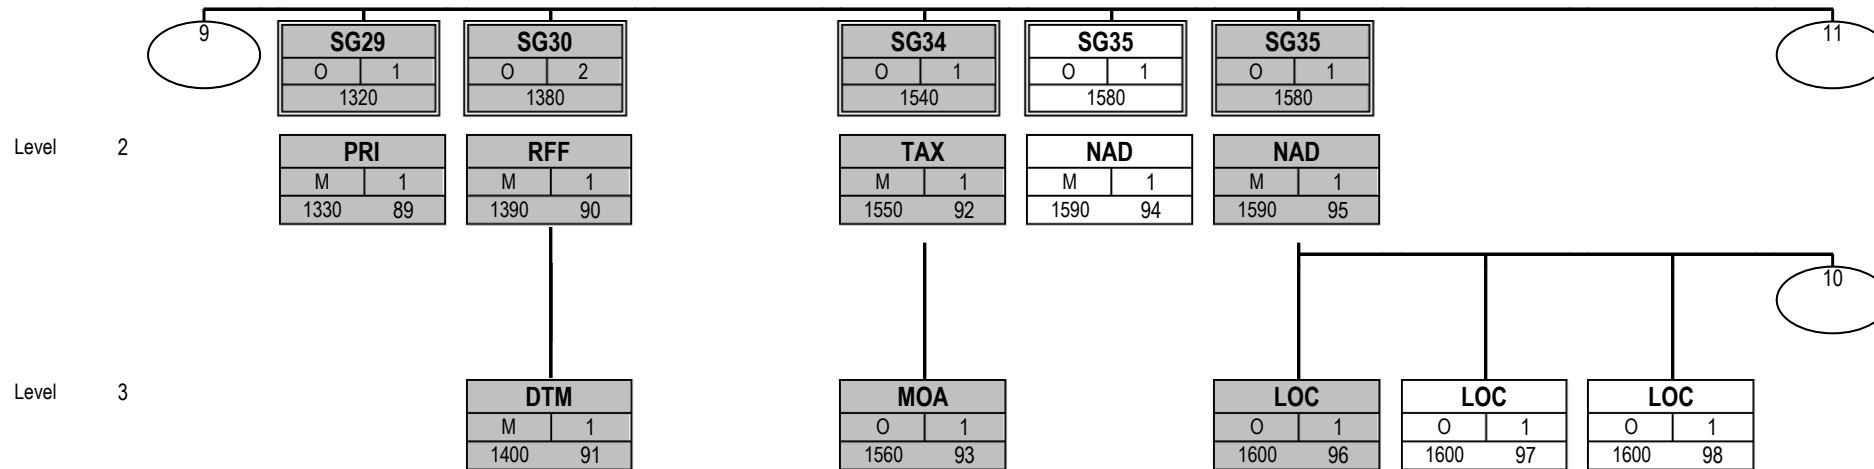 9 11
SG29 SG30 SG34 SG35 SG35
O 1 O 2 O 1 O 1 O 1
1320 1380 1540 1580 1580
Level 2
PRI RFF TAX NAD NAD
M 1 M 1 M 1 M 1 M 1
1330 89 1390 90 1550 92 1590 94 1590 95
10
Level 3
DTM MOA LOC LOC LOC
M 1 O 1 O 1 O 1 O 1
1400 91 1560 93 1600 96 1600 97 1600 98